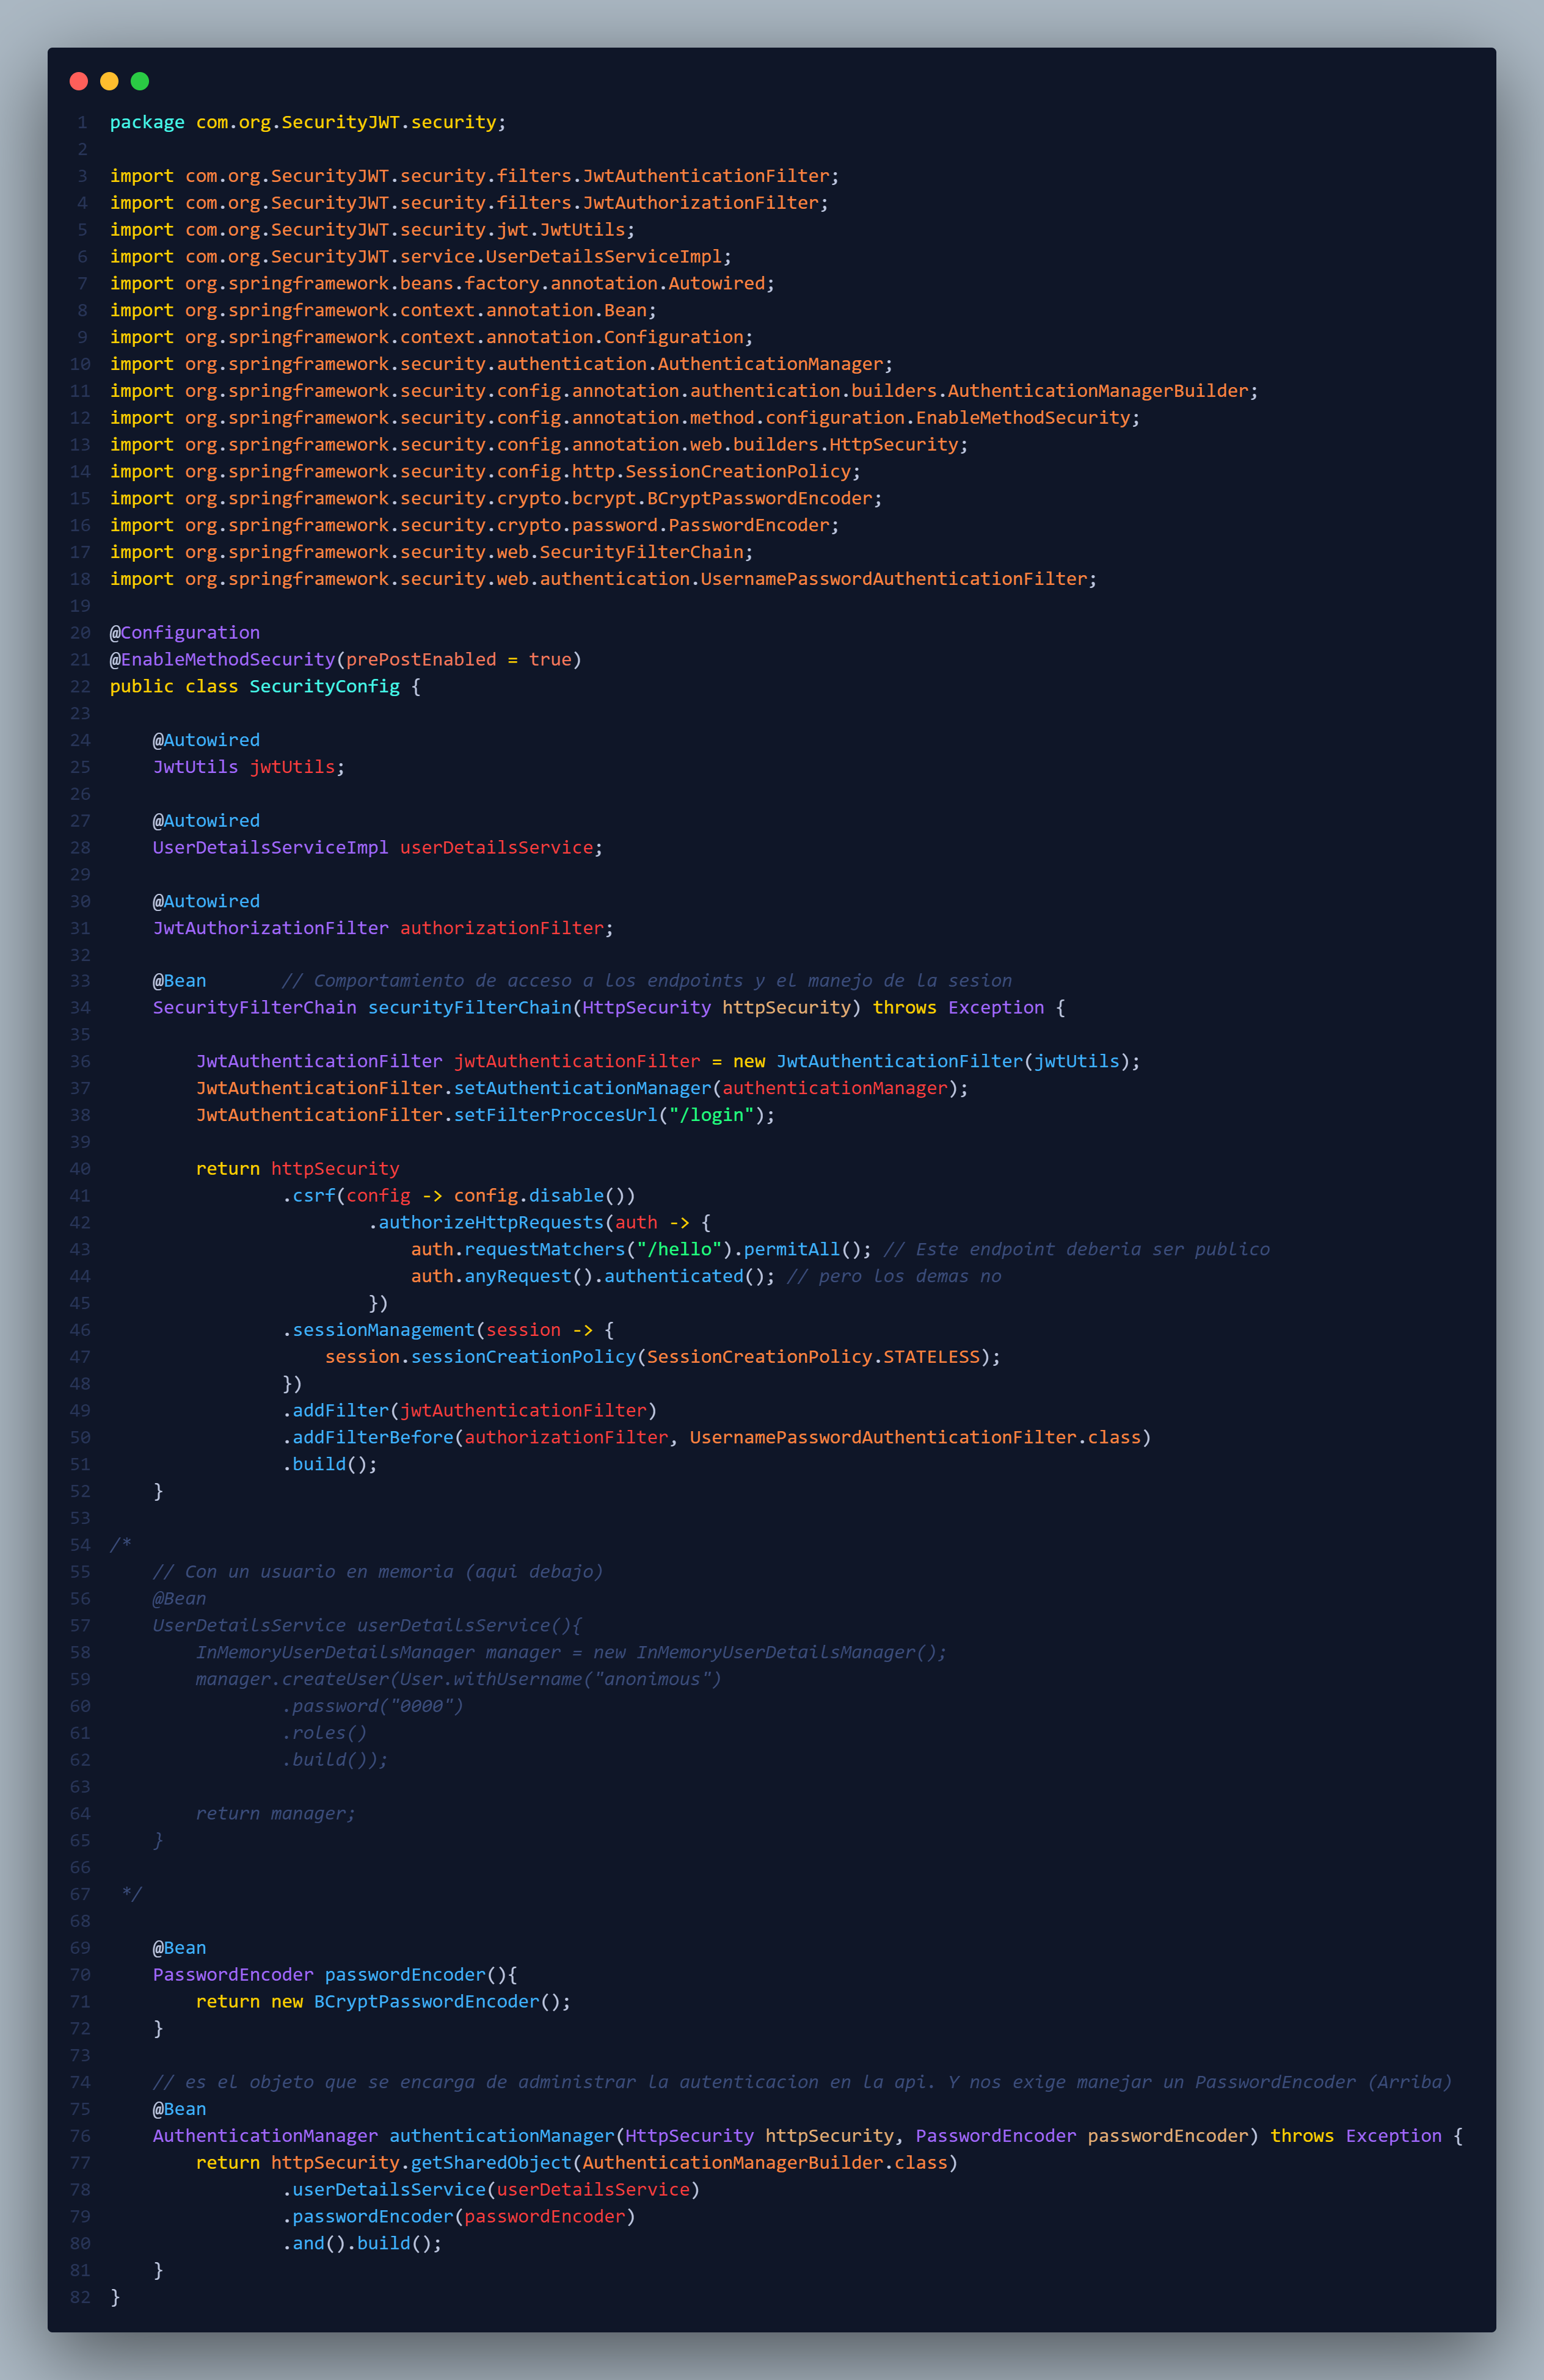 1 package com.org.SecurityJWT.security;
2
3 import com.org.SecurityJWT.security.filters.JwtAuthenticationFilter;
4 import com.org.SecurityJWT.security.filters.JwtAuthorizationFilter;
5 import com.org.SecurityJWT.security.jwt.JwtUtils;
6 import com.org.SecurityJWT.service.UserDetailsServiceImpl;
7 import org.springframework.beans.factory.annotation.Autowired;
8 import org.springframework.context.annotation.Bean;
9 import org.springframework.context.annotation.Configuration;
10 import org.springframework.security.authentication.AuthenticationManager;
11 import org.springframework.security.config.annotation.authentication.builders.AuthenticationManagerBuilder;
12 import org.springframework.security.config.annotation.method.configuration.EnableMethodSecurity;
13 import org.springframework.security.config.annotation.web.builders.HttpSecurity;
14 import org.springframework.security.config.http.SessionCreationPolicy;
15 import org.springframework.security.crypto.bcrypt.BCryptPasswordEncoder;
16 import org.springframework.security.crypto.password.PasswordEncoder;
17 import org.springframework.security.web.SecurityFilterChain;
18 import org.springframework.security.web.authentication.UsernamePasswordAuthenticationFilter;
19
20 @Configuration
21 @EnableMethodSecurity(prePostEnabled = true)
22 public class SecurityConfig {
23
24     @Autowired
25     JwtUtils jwtUtils;
26
27     @Autowired
28     UserDetailsServiceImpl userDetailsService;
29
30     @Autowired
31     JwtAuthorizationFilter authorizationFilter;
32
33     @Bean       // Comportamiento de acceso a los endpoints y el manejo de la sesion
34     SecurityFilterChain securityFilterChain(HttpSecurity httpSecurity) throws Exception {
35
36         JwtAuthenticationFilter jwtAuthenticationFilter = new JwtAuthenticationFilter(jwtUtils);
37         JwtAuthenticationFilter.setAuthenticationManager(authenticationManager);
38         JwtAuthenticationFilter.setFilterProccesUrl("/login");
39
40         return httpSecurity
41                 .csrf(config -> config.disable())
42                         .authorizeHttpRequests(auth -> {
43                             auth.requestMatchers("/hello").permitAll(); // Este endpoint deberia ser publico
44                             auth.anyRequest().authenticated(); // pero los demas no
45                         })
46                 .sessionManagement(session -> {
47                     session.sessionCreationPolicy(SessionCreationPolicy.STATELESS);
48                 })
49                 .addFilter(jwtAuthenticationFilter)
50                 .addFilterBefore(authorizationFilter, UsernamePasswordAuthenticationFilter.class)
51                 .build();
52     }
53
54 /*
55     // Con un usuario en memoria (aqui debajo)
56     @Bean
57     UserDetailsService userDetailsService(){
58         InMemoryUserDetailsManager manager = new InMemoryUserDetailsManager();
59         manager.createUser(User.withUsername("anonimous")
60                 .password("0000")
61                 .roles()
62                 .build());
63
64         return manager;
65     }
66
67  */
68
69     @Bean
70     PasswordEncoder passwordEncoder(){
71         return new BCryptPasswordEncoder();
72     }
73
74     // es el objeto que se encarga de administrar la autenticacion en la api. Y nos exige manejar un PasswordEncoder (Arriba)
75     @Bean
76     AuthenticationManager authenticationManager(HttpSecurity httpSecurity, PasswordEncoder passwordEncoder) throws Exception {
77         return httpSecurity.getSharedObject(AuthenticationManagerBuilder.class)
78                 .userDetailsService(userDetailsService)
79                 .passwordEncoder(passwordEncoder)
80                 .and().build();
81     }
82 }